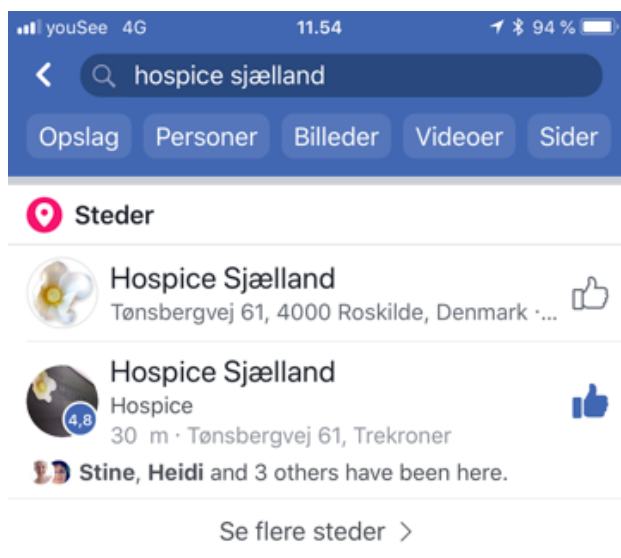 youSee 4G 11.54 94 %
hospice sjælland
Opslag Personer Billeder Videoer Sider
Steder
Hospice Sjælland
Tønsbergvej 61, 4000 Roskilde, Denmark ·...
Hospice Sjælland
4,8
Hospice
30 m · Tønsbergvej 61, Trekroner
Stine, Heidi and 3 others have been here.
Se flere steder